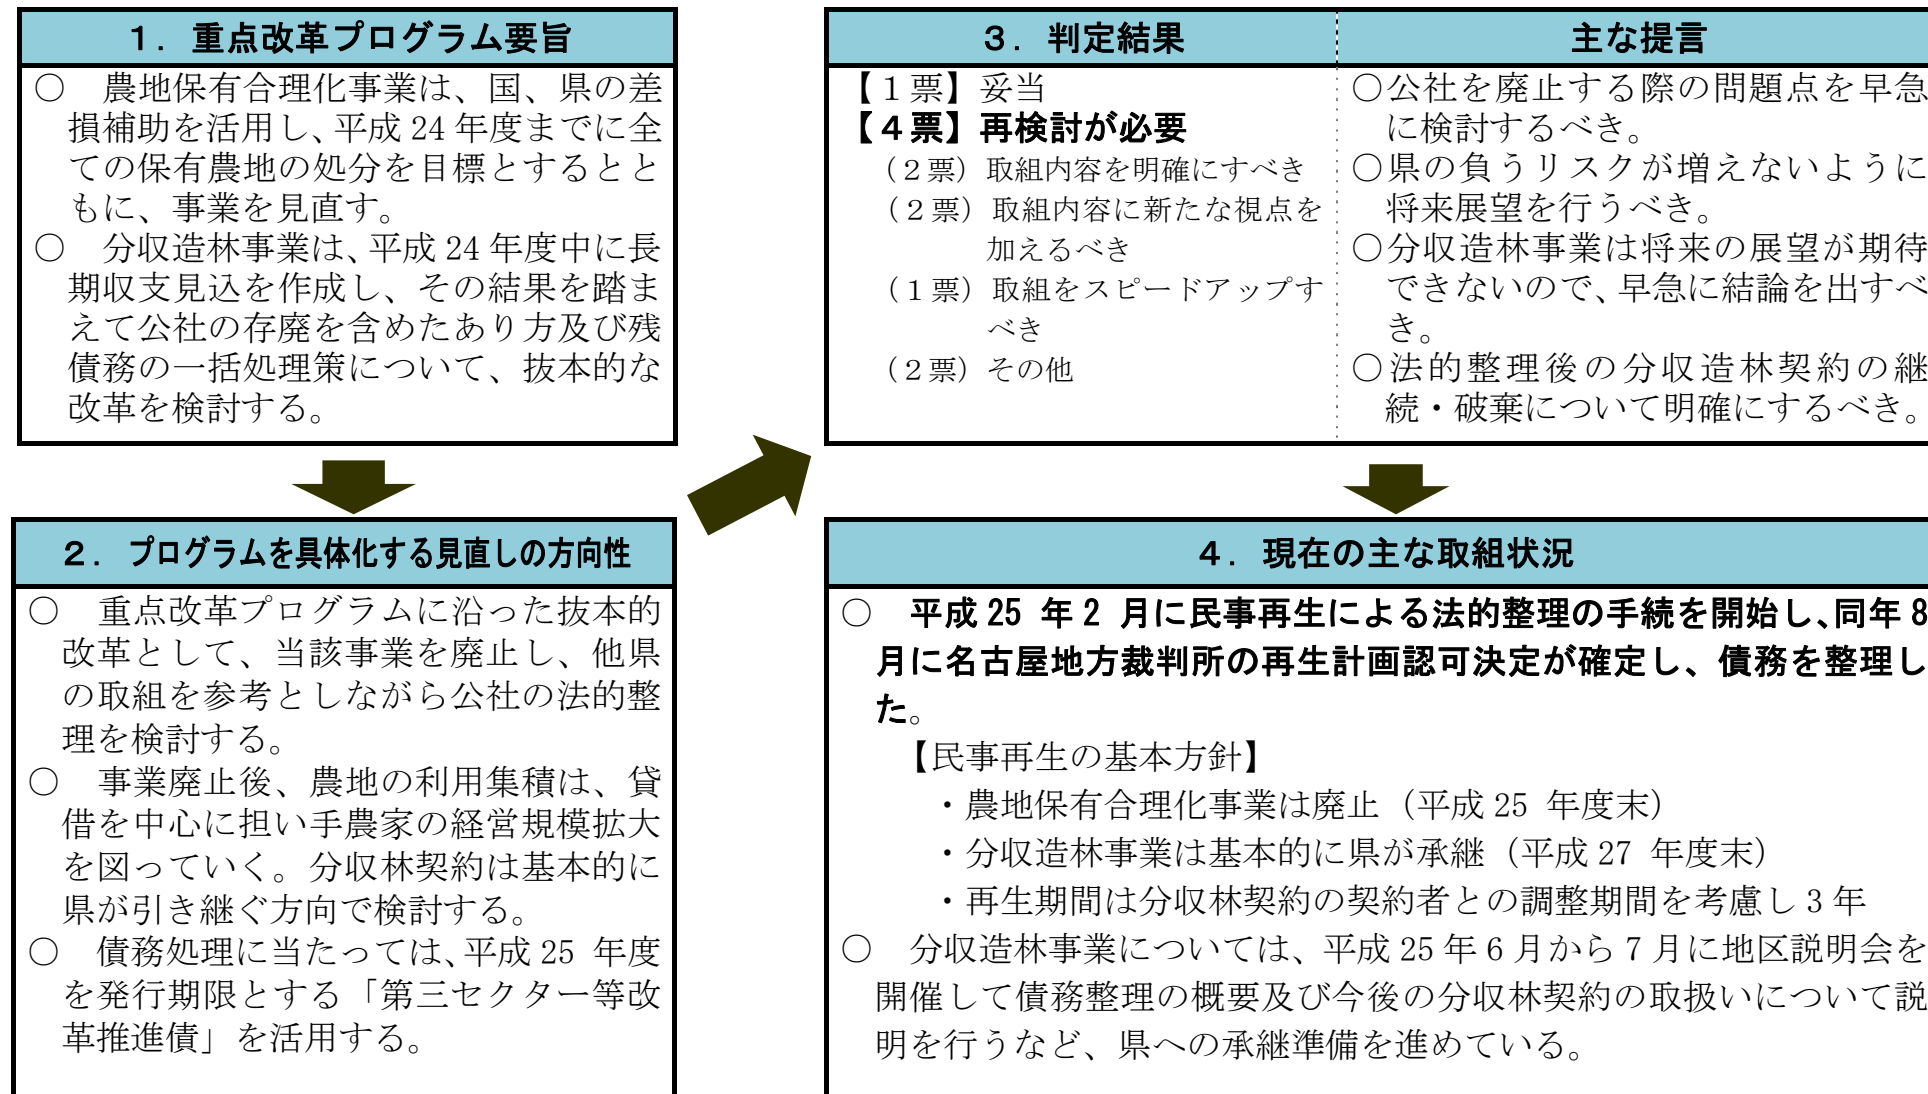 １．重点改革プログラム要旨
○　農地保有合理化事業は、国、県の差
損補助を活用し、平成 24 年度までに全
ての保有農地の処分を目標とするとと
もに、事業を見直す。
○　分収造林事業は、平成 24 年度中に長
期収支見込を作成し、その結果を踏ま
えて公社の存廃を含めたあり方及び残
債務の一括処理策について、抜本的な
改革を検討する。
２．プログラムを具体化する見直しの方向性
○　重点改革プログラムに沿った抜本的
改革として、当該事業を廃止し、他県
の取組を参考としながら公社の法的整
理を検討する。
○　事業廃止後、農地の利用集積は、貸
借を中心に担い手農家の経営規模拡大
を図っていく。分収林契約は基本的に
県が引き継ぐ方向で検討する。
○　債務処理に当たっては、平成 25 年度
を発行期限とする「第三セクター等改
革推進債」を活用する。
３．判定結果
【１票】妥当
【４票】再検討が必要
（２票）取組内容を明確にすべき
（２票）取組内容に新たな視点を
加えるべき
（１票）取組をスピードアップす
べき
（２票）その他
主な提言
○公社を廃止する際の問題点を早急
に検討するべき。
○県の負うリスクが増えないように
将来展望を行うべき。
○分収造林事業は将来の展望が期待
できないので、早急に結論を出すべ
き。
○法的整理後の分収造林契約の継
続・破棄について明確にするべき。
４．現在の主な取組状況
○　平成 25 年 2 月に民事再生による法的整理の手続を開始し、同年 8
月に名古屋地方裁判所の再生計画認可決定が確定し、債務を整理し
た。
【民事再生の基本方針】
・農地保有合理化事業は廃止（平成 25 年度末）
・分収造林事業は基本的に県が承継（平成 27 年度末）
・再生期間は分収林契約の契約者との調整期間を考慮し 3 年
○　分収造林事業については、平成 25 年 6 月から 7 月に地区説明会を
開催して債務整理の概要及び今後の分収林契約の取扱いについて説
明を行うなど、県への承継準備を進めている。